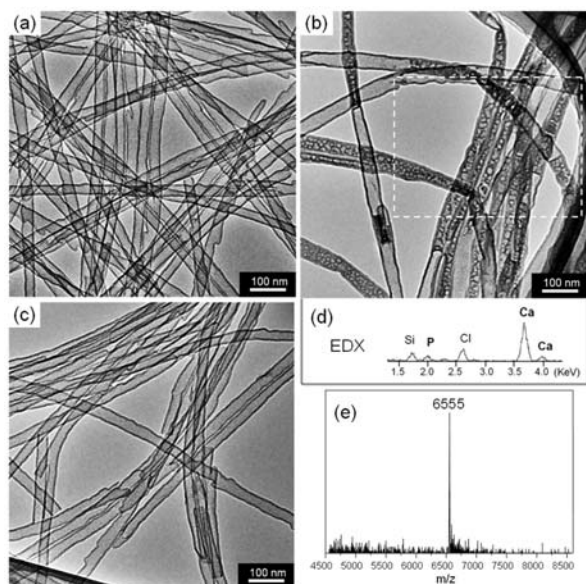 (a)
100 nm
(b)
100 nm
(c)
100 nm
(d)
EDX
Si
P
Cl
Ca
Ca
1.5 2.0 2.5 3.0 3.5 4.0 (KeV)
(e)
6555
4500 5000 5500 6000 6500 7000 7500 8000 8500
m/z